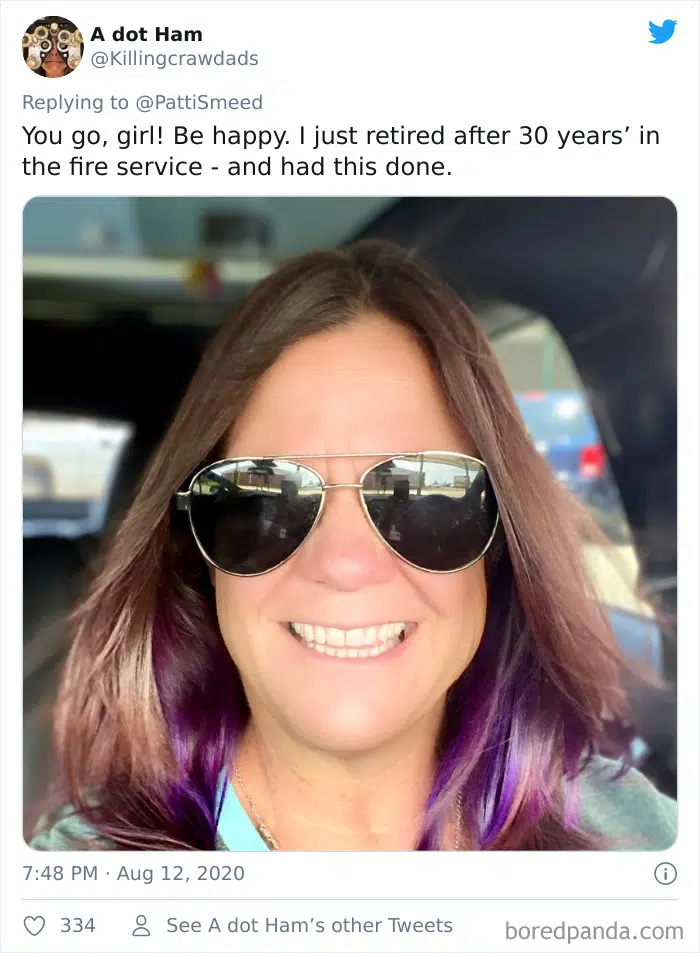 A dot Ham
@Killingcrawdads
Replying to @PattiSmeed
You go, girl! Be happy. I just retired after 30 years’ in
the fire service - and had this done.
7:48 PM · Aug 12, 2020
334
See A dot Ham’s other Tweets
boredpanda.com